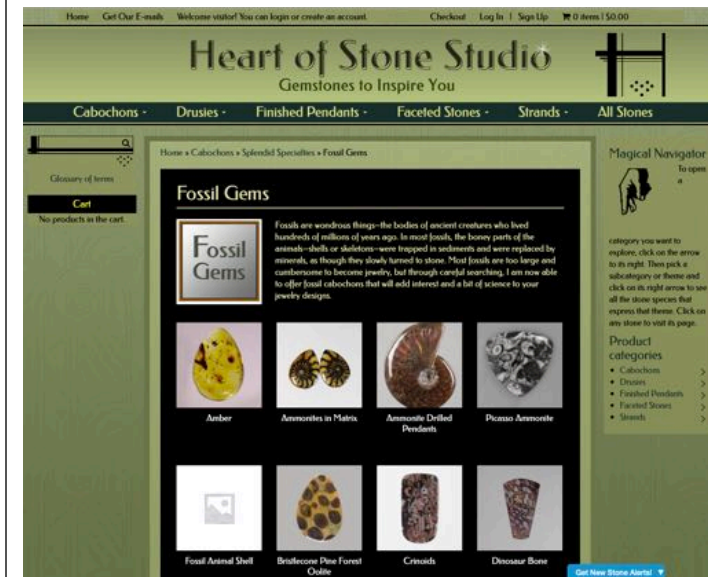 Home Get Our E-mails Welcome visitor! You can login or create an account. Checkout Log In | Sign Up 0 items | $0.00
Heart of Stone Studio
Gemstones to Inspire You
Cabochons - Drusies - Finished Pendants - Faceted Stones - Strands - All Stones
Glossary of terms
Cart
No products in the cart.
Home » Cabochons » Splendid Specialties » Fossil Gems
Fossil Gems
Fossil
Gems
Fossils are wondrous things—the bodies of ancient creatures who lived
hundreds of millions of years ago. In most fossils, the boney parts of the
animals—shells or skeletons—were trapped in sediments and were replaced by
minerals, as though they slowly turned to stone. Most fossils are too large and
cumbersome to become jewelry, but through careful searching, I am now able
to offer fossil cabochons that will add interest and a bit of science to your
jewelry designs.
Amber
Ammonites in Matrix
Ammonite Drilled
Pendants
Picasso Ammonite
Fossil Animal Shell
Bristlecone Pine Forest
Oolite
Crinoids
Dinosaur Bone
Magical Navigator
To open
a
category you want to
explore, click on the arrow
to its right. Then pick a
subcategory or theme and
click on its right arrow to see
all the stone species that
express that theme. Click on
any stone to visit its page.
Product
categories
Cabochons
Drusies
Finished Pendants
Faceted Stones
Strands
Get New Stone Alerts!